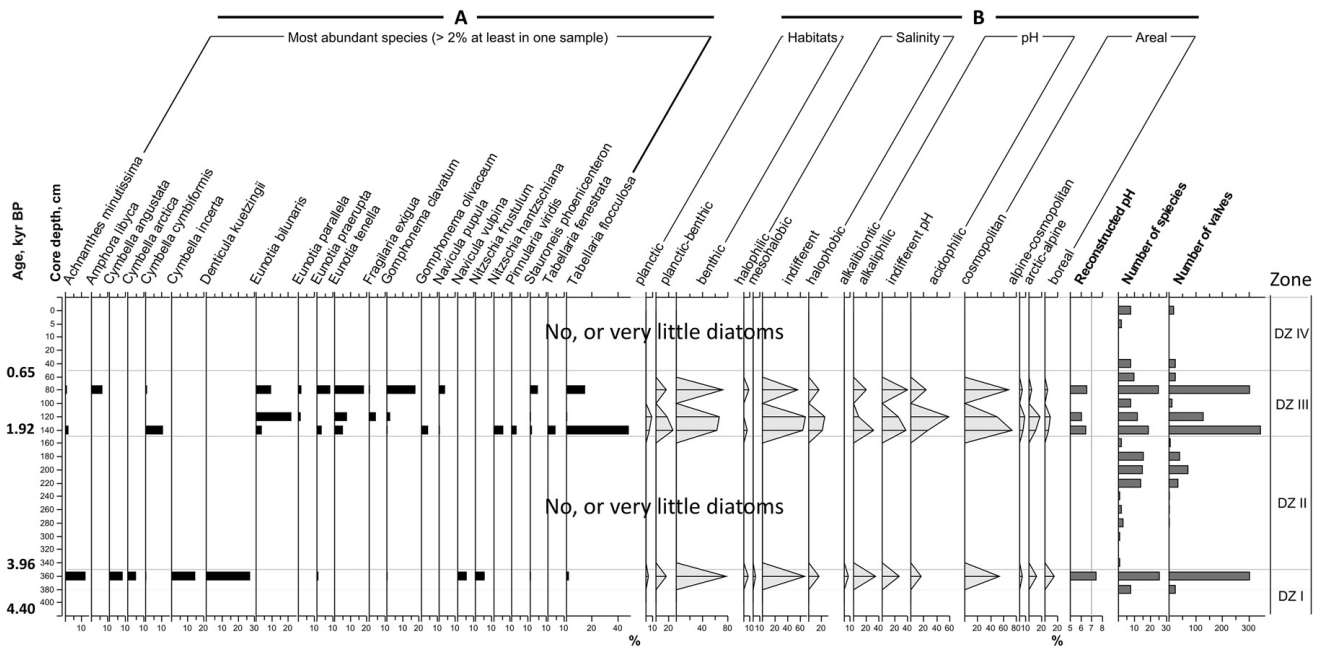 A
B
Most abundant species (> 2% at least in one sample)
Habitats
Salinity
pH
Areal
Age, kyr BP
Core depth, cm
Achnanthes minutissima
Amphora libyca
Cymbella angustata
Cymbella arctica
Cymbella cymbiformis
Cymbella incerta
Denticula kuetzingii
Eunotia bilunaris
Eunotia parallela
Eunotia praerupta
Eunotia tenella
Fragilaria exigua
Gomphonema clavatum
Gomphonema olivaceum
Navicula pupula
Navicula vulpina
Nitzschia frustulum
Nitzschia hantzschiana
Pinnularia viridis
Stauroneis phoenicenteron
Tabellaria fenestrata
Tabellaria flocculosa
planctic
planctic-benthic
benthic
halophilic
mesohalobic
indifferent
halophobic
alkalibiontic
alkaliphilic
indifferent pH
acidophilic
cosmopolitan
alpine-cosmopolitan
arctic-alpine
boreal
Reconstructed pH
Number of species
Number of valves
Zone
0
5
5
20
40
60
80
100
120
140
160
180
200
220
240
260
280
300
320
340
360
380
400
0.65
1.92
3.96
4.40
No, or very little diatoms
No, or very little diatoms
DZ IV
DZ III
DZ II
DZ I
10 10 10 10 10 10 20 10 20 30 10 20 10 10 10 20 10 10 20 10 10 10 10 10 10 10 10 10 20 40
10 20 40 80 10 10 20 40 60 20 10 20 40 20 40 20 40 60 20 40 60 80 10 20 20 5 6 7 8 10 20 30 100 300
%
%